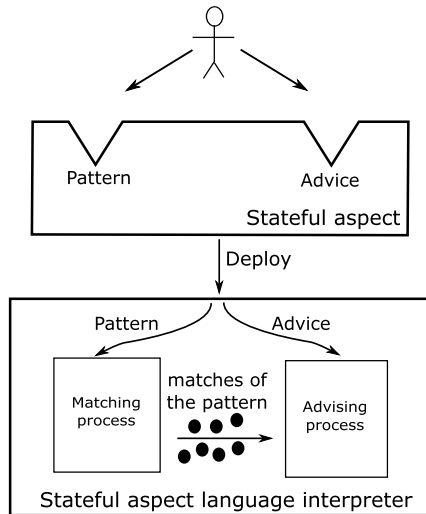 Pattern
Advice
Stateful aspect
Deploy
Pattern
Advice
matches of
the pattern
Matching
process
Advising
process
Stateful aspect language interpreter